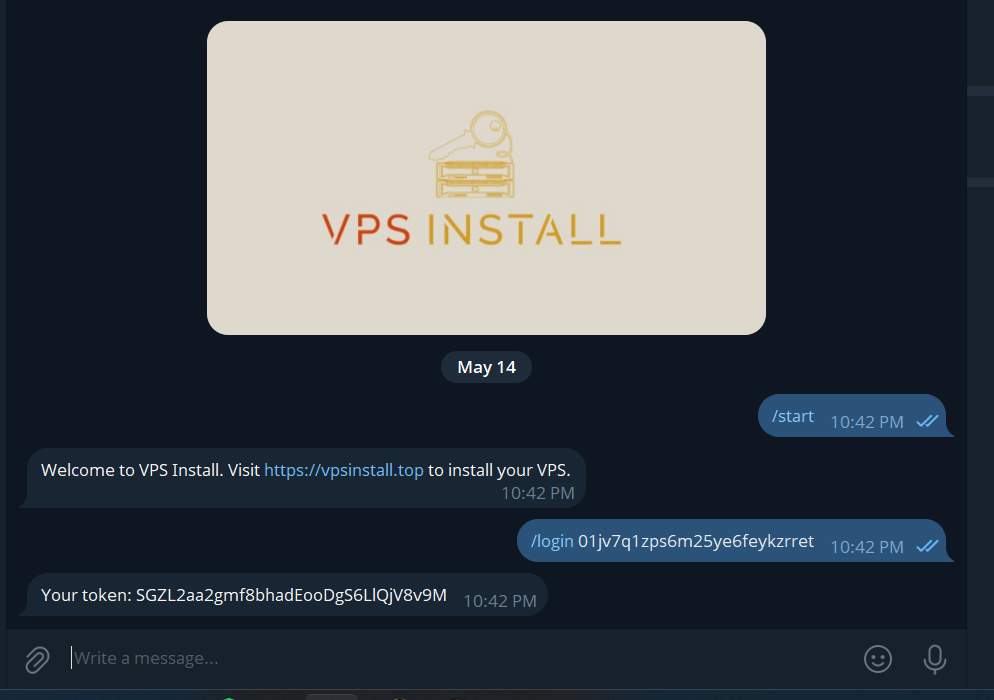 VPS INSTALL
May 14
/start 10:42 PM
Welcome to VPS Install. Visit https://vpsinstall.top to install your VPS.
10:42 PM
/login 01jv7q1zps6m25ye6feykzrret 10:42 PM
Your token: SGZL2aa2gmf8bhadEooDgS6LlQjV8v9M 10:42 PM
Write a message...